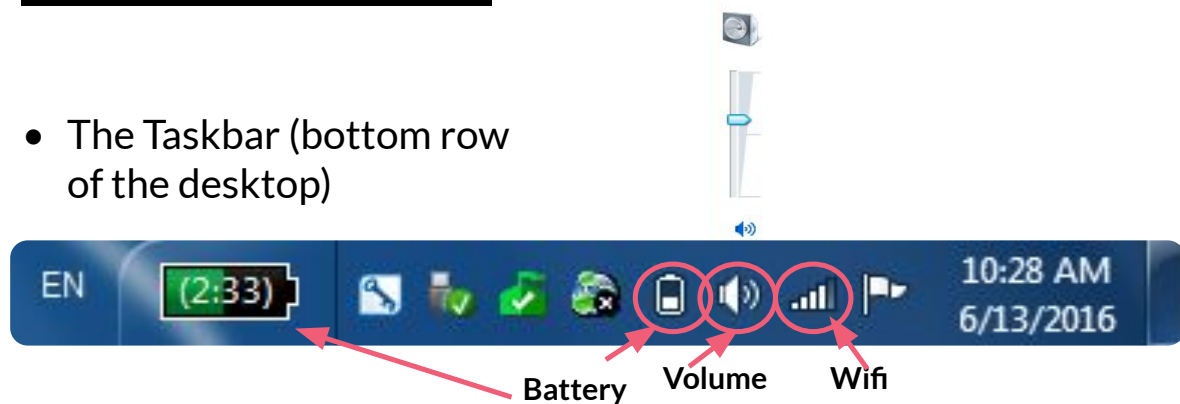 • The Taskbar (bottom row
of the desktop)
EN
(2:33)
10:28 AM
6/13/2016
Battery
Volume
Wifi